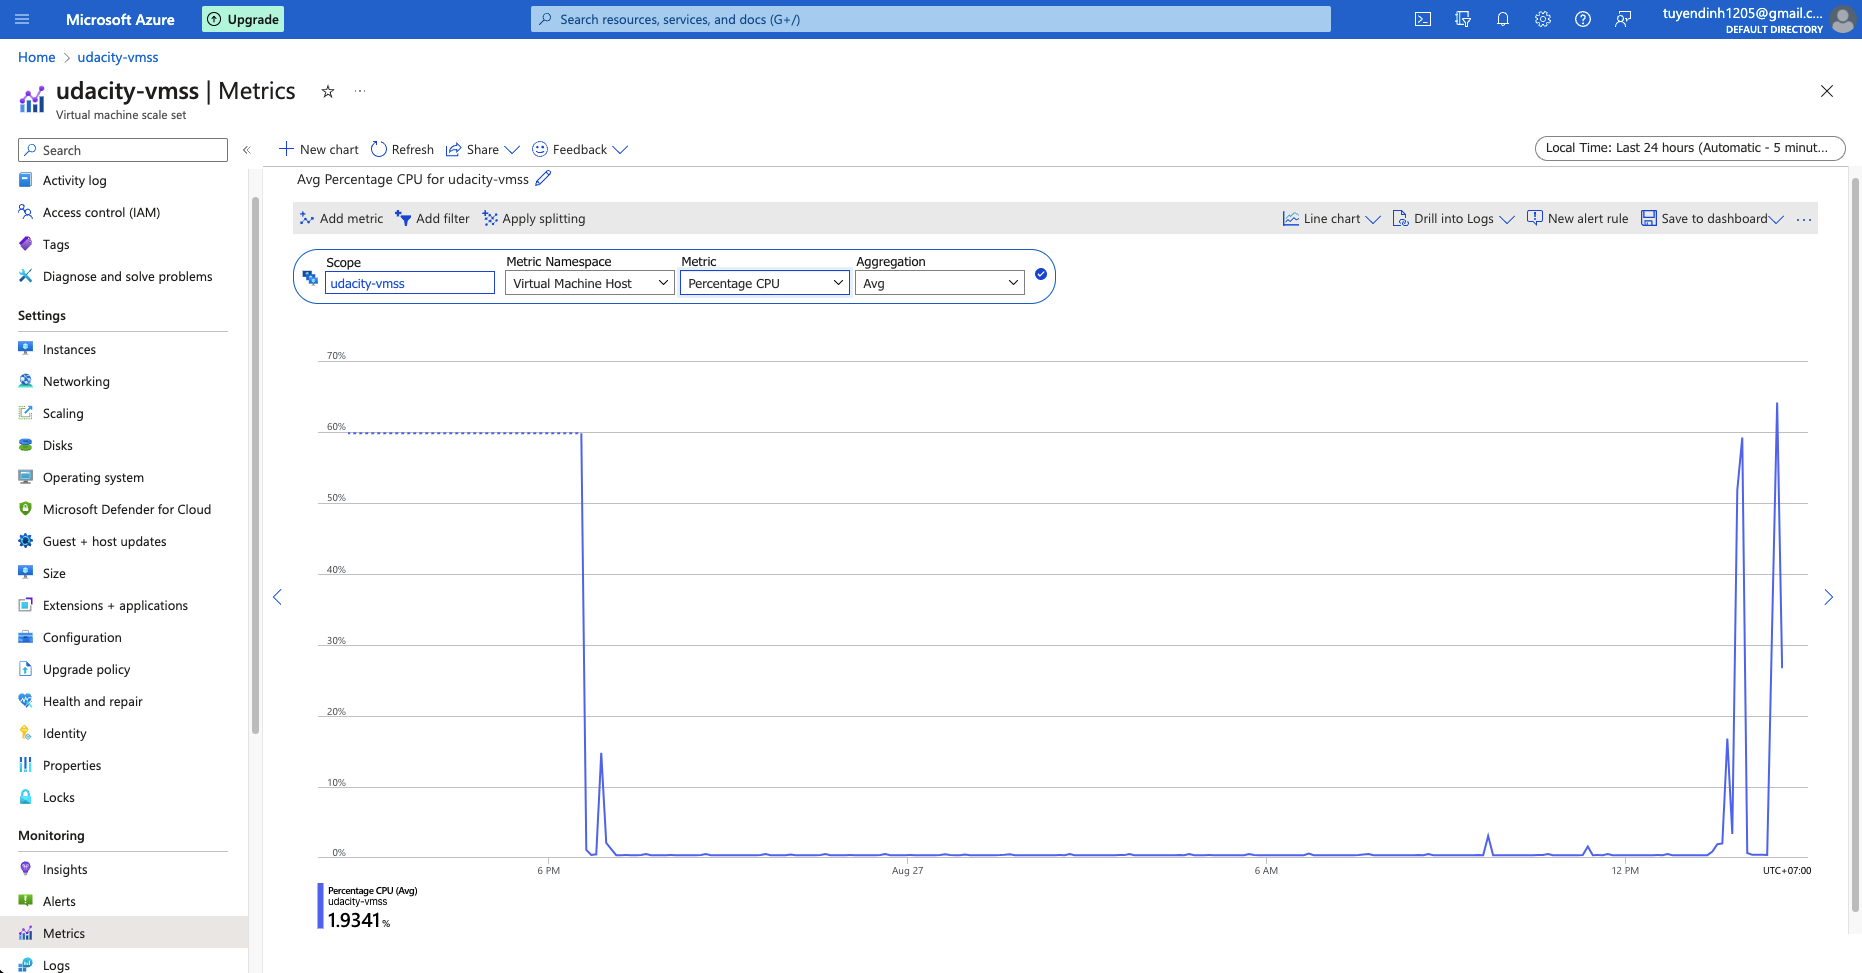 Microsoft Azure
Upgrade
Search resources, services, and docs (G+/)
tuyendinh1205@gmail.c...
DEFAULT DIRECTORY
Home > udacity-vmss
udacity-vmss | Metrics
Virtual machine scale set
Search
New chart
Refresh
Share
Feedback
Local Time: Last 24 hours (Automatic - 5 minut...
Activity log
Access control (IAM)
Tags
Diagnose and solve problems
Settings
Instances
Networking
Scaling
Disks
Operating system
Microsoft Defender for Cloud
Guest + host updates
Size
Extensions + applications
Configuration
Upgrade policy
Health and repair
Identity
Properties
Locks
Monitoring
Insights
Alerts
Metrics
Logs
Avg Percentage CPU for udacity-vmss
Add metric
Add filter
Apply splitting
Line chart
Drill into Logs
New alert rule
Save to dashboard
Scope
udacity-vmss
Metric Namespace
Virtual Machine Host
Metric
Percentage CPU
Aggregation
Avg
70%
60%
50%
40%
30%
20%
10%
0%
6 PM
Aug 27
6 AM
12 PM
UTC+07:00
Percentage CPU (Avg)
udacity-vmss
1.9341 %